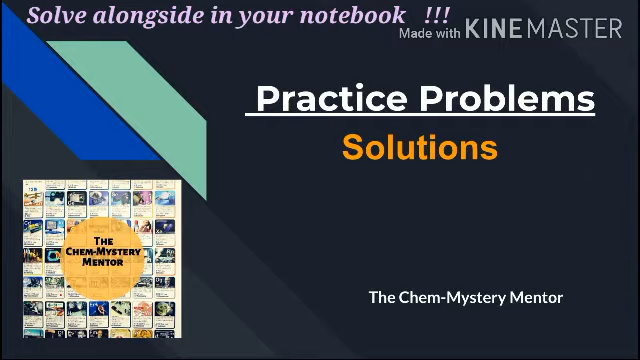 Solve alongside in your notebook !!!
Made with KINEMASTER
Practice Problems
Solutions
THE
CHEM-MYSTERY
MENTOR
The Chem-Mystery Mentor